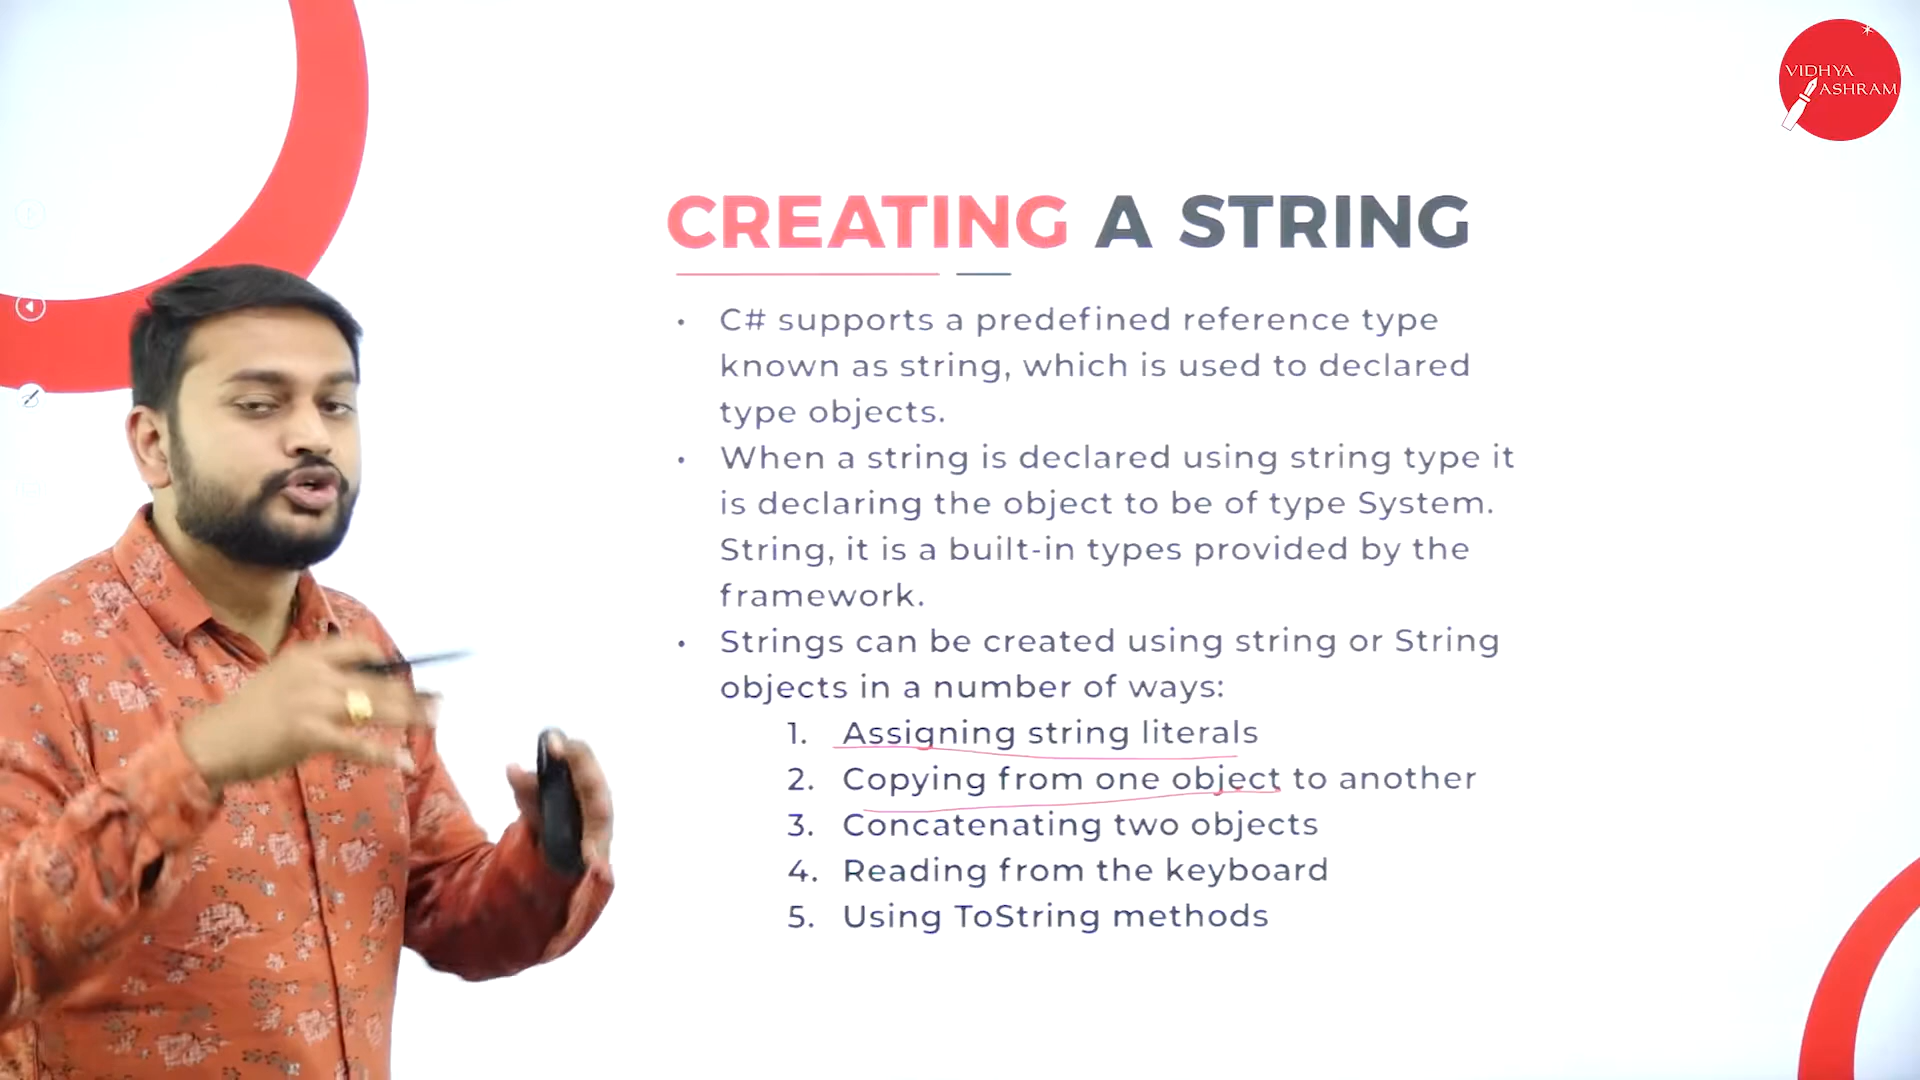 VIDHYA
ASHRAM
CREATING A STRING
• C# supports a predefined reference type
known as string, which is used to declared
type objects.
• When a string is declared using string type it
is declaring the object to be of type System.
String, it is a built-in types provided by the
framework.
• Strings can be created using string or String
objects in a number of ways:
1. Assigning string literals
2. Copying from one object to another
3. Concatenating two objects
4. Reading from the keyboard
5. Using ToString methods